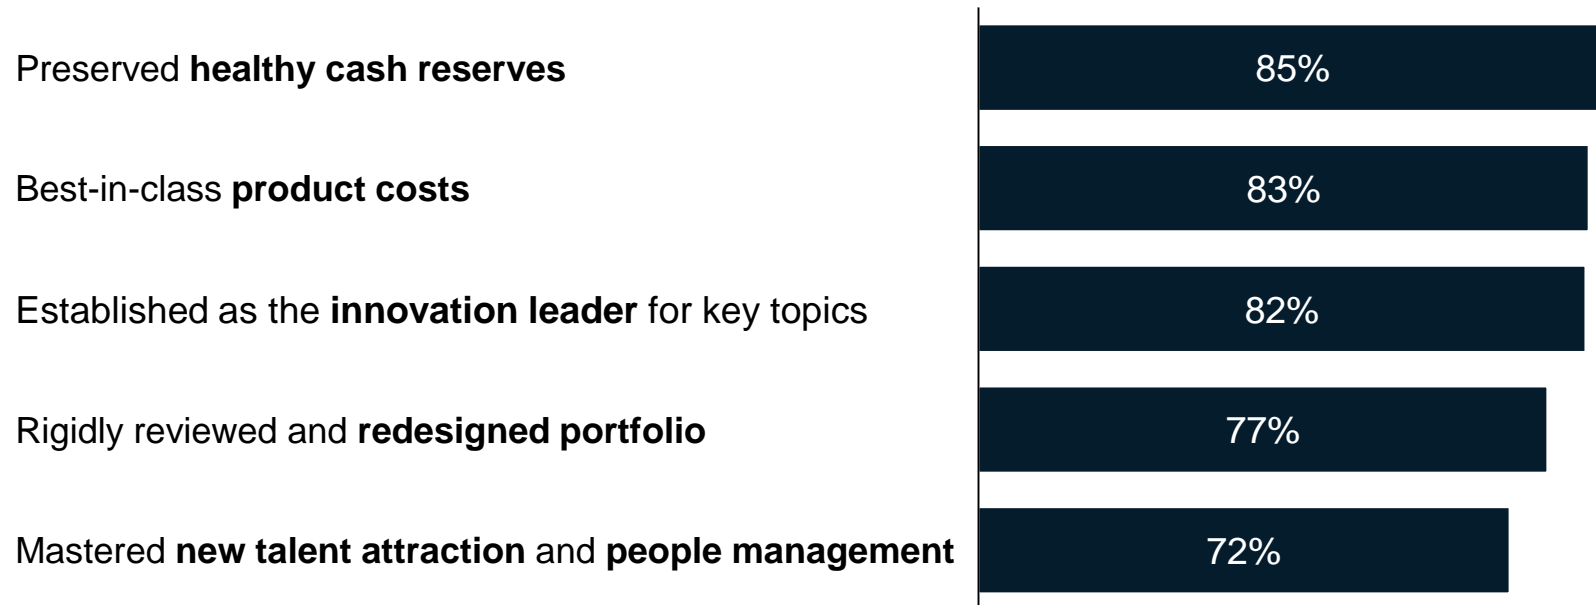 Preserved healthy cash reserves 85%
Best-in-class product costs 83%
Established as the innovation leader for key topics 82%
Rigidly reviewed and redesigned portfolio 77%
Mastered new talent attraction and people management 72%